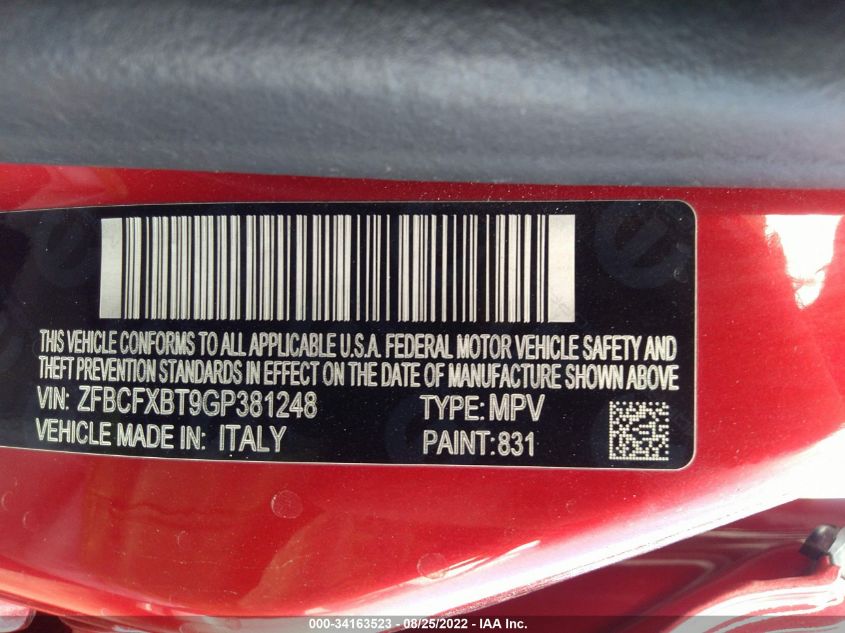 THIS VEHICLE CONFORMS TO ALL APPLICABLE U.S.A. FEDERAL MOTOR VEHICLE SAFETY AND
THEFT PREVENTION STANDARDS IN EFFECT ON THE DATE OF MANUFACTURE SHOWN ABOVE
VIN: ZFBCFXBT9GP381248 TYPE: MPV
VEHICLE MADE IN: ITALY PAINT:831
000-34163523 - 08/25/2022 - IAA Inc.